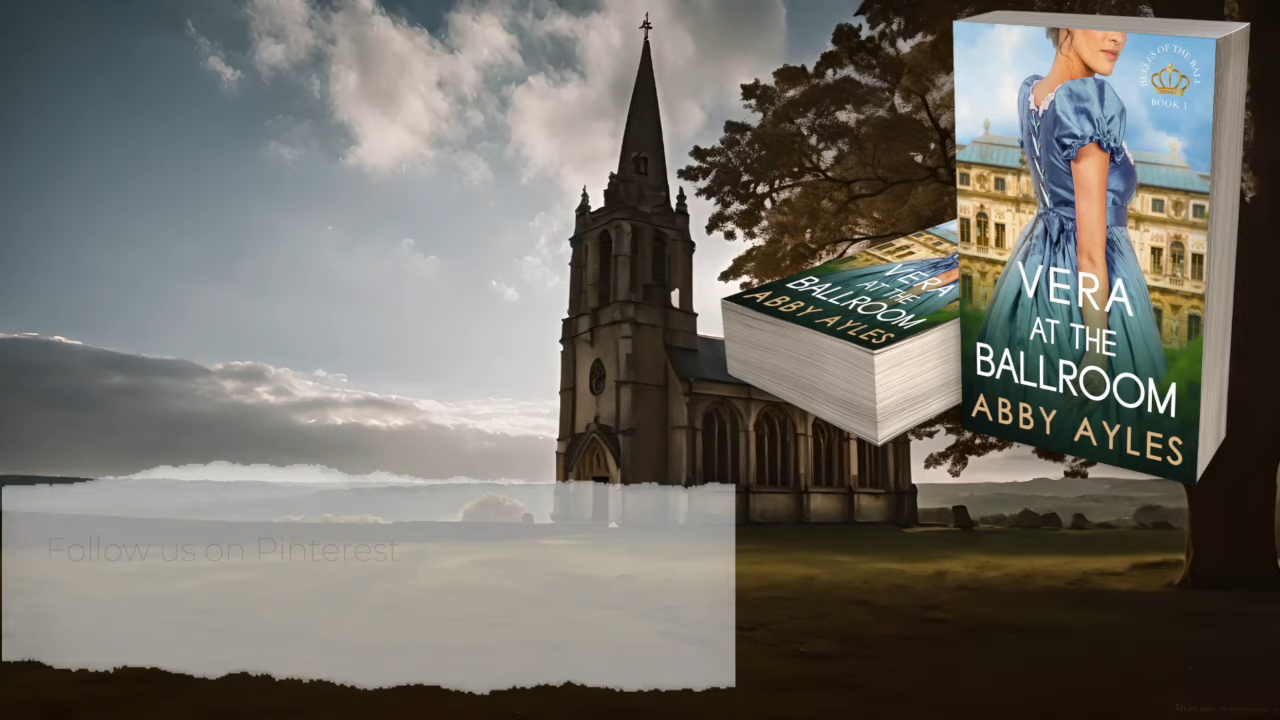 BELLES OF THE BALL
BOOK 1
VERA
AT THE
BALLROOM
ABBY AYLES
VERA
AT THE
BALLROOM
ABBY AYLES
Follow us on Pinterest